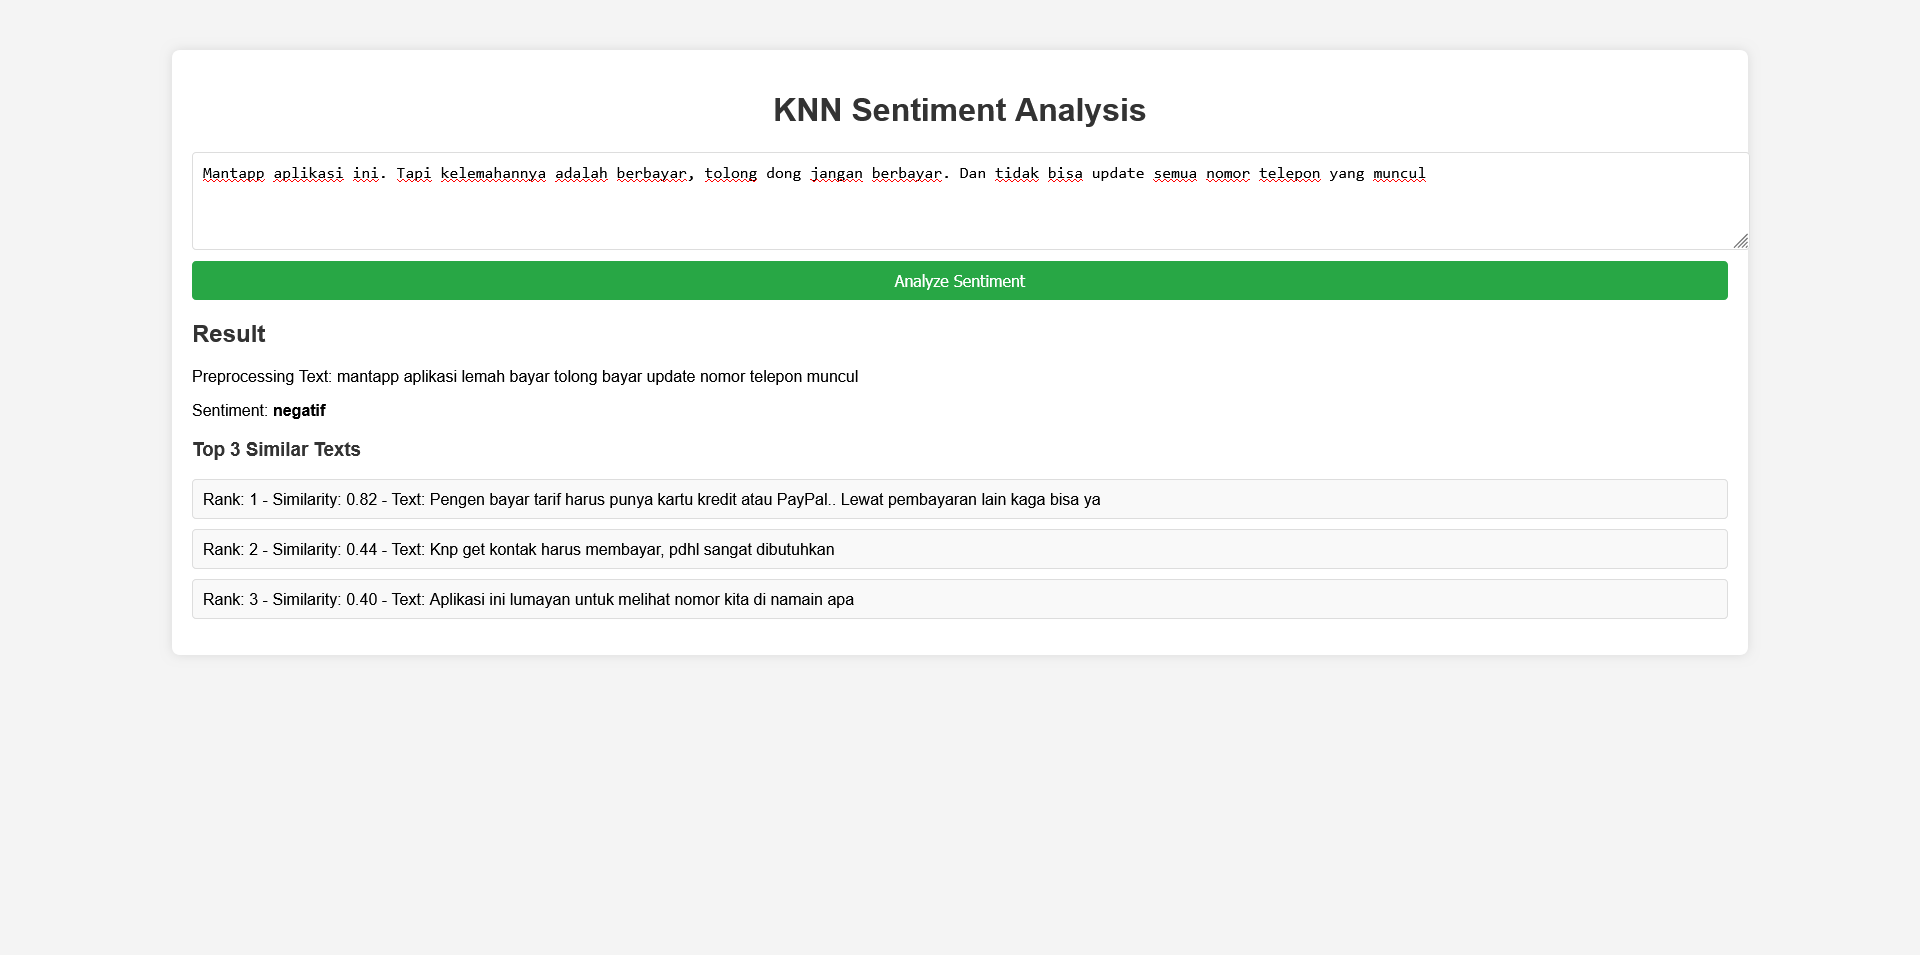 KNN Sentiment Analysis
Mantapp aplikasi ini. Tapi kelemahannya adalah berbayar, tolong dong jangan berbayar. Dan tidak bisa update semua nomor telepon yang muncul
Analyze Sentiment
Result
Preprocessing Text: mantapp aplikasi lemah bayar tolong bayar update nomor telepon muncul
Sentiment: negatif
Top 3 Similar Texts
Rank: 1 - Similarity: 0.82 - Text: Pengen bayar tarif harus punya kartu kredit atau PayPal.. Lewat pembayaran lain kaga bisa ya
Rank: 2 - Similarity: 0.44 - Text: Knp get kontak harus membayar, pdhl sangat dibutuhkan
Rank: 3 - Similarity: 0.40 - Text: Aplikasi ini lumayan untuk melihat nomor kita di namain apa